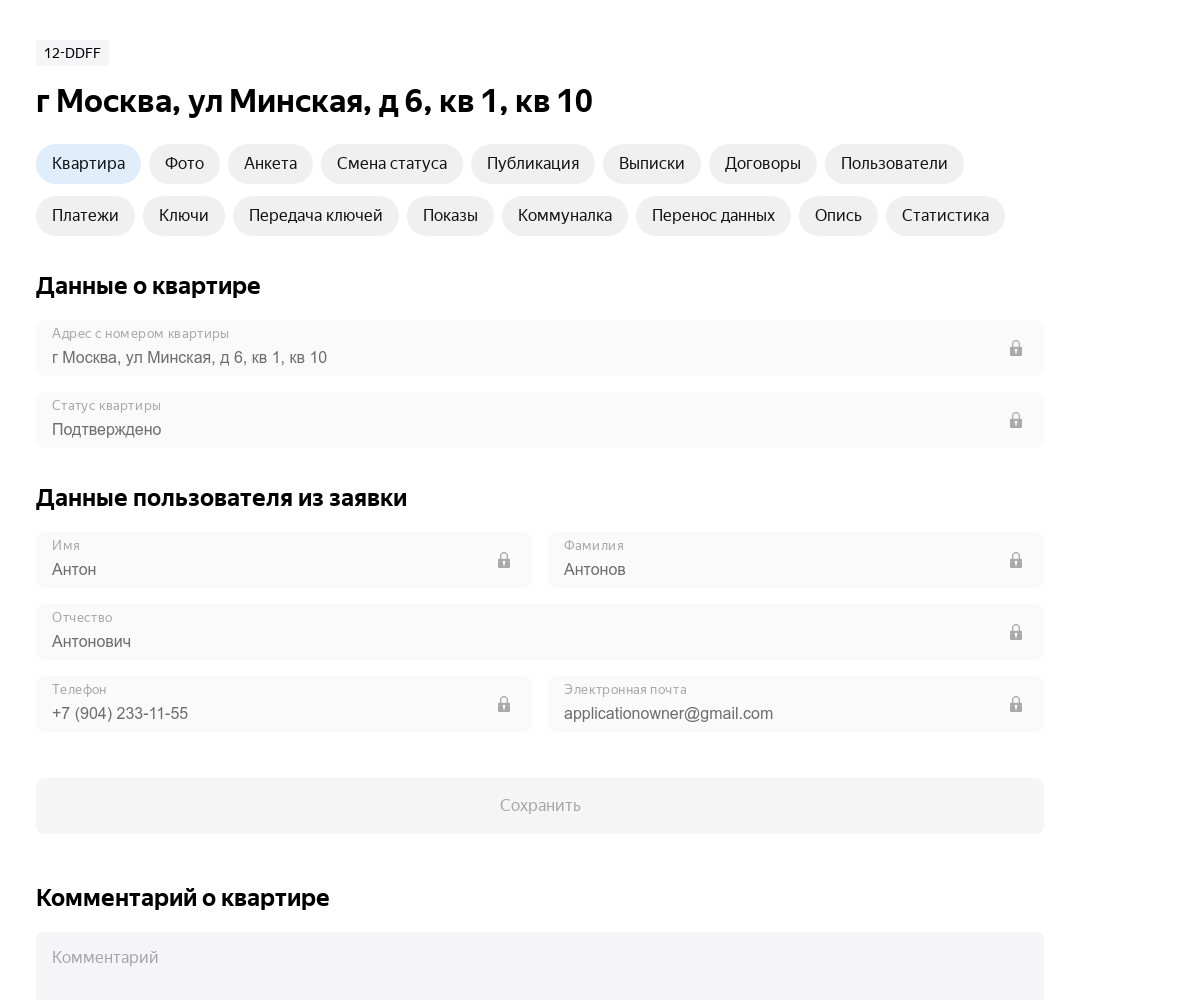 12-DDFF
г Москва, ул Минская, д 6, кв 1, кв 10
Квартира Фото Анкета Смена статуса Публикация Выписки Договоры Пользователи
Платежи Ключи Передача ключей Показы Коммуналка Перенос данных Опись Статистика
Данные о квартире
Адрес с номером квартиры
г Москва, ул Минская, д 6, кв 1, кв 10
Статус квартиры
Подтверждено
Данные пользователя из заявки
Имя Фамилия
Антон Антонов
Отчество
Антонович
Телефон Электронная почта
+7 (904) 233-11-55 applicationowner@gmail.com
Сохранить
Комментарий о квартире
Комментарий